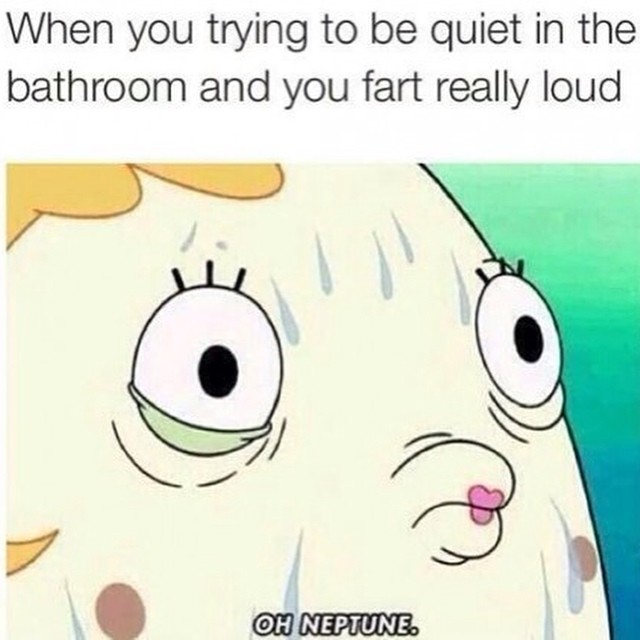 When you trying to be quiet in the
bathroom and you fart really loud
OH NEPTUNE.